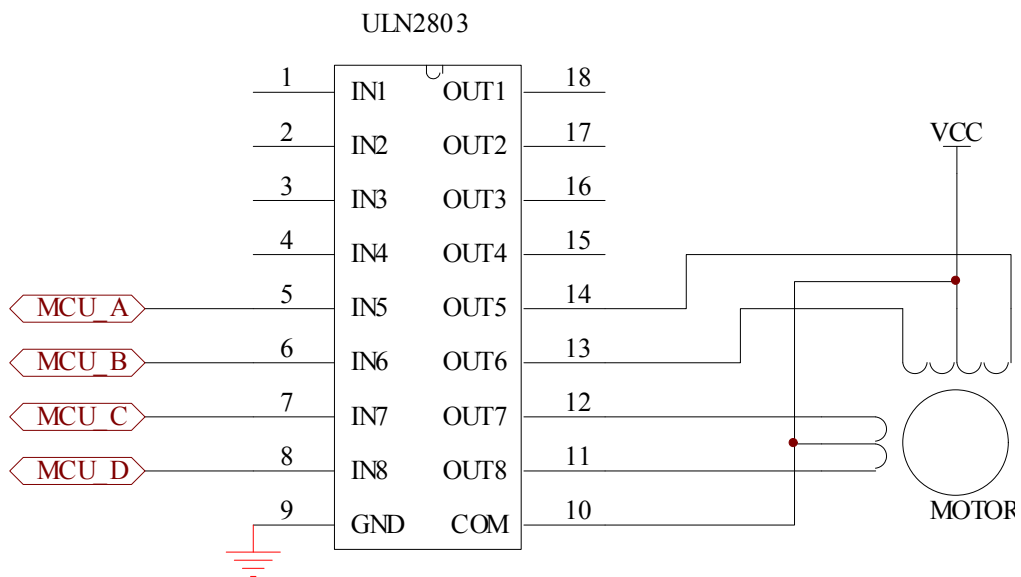 ULN2803
1 IN1 OUT1 18
2 IN2 OUT2 17
VCC
3 IN3 OUT3 16
4 IN4 OUT4 15
MCU_A 5 IN5 OUT5 14
MCU_B 6 IN6 OUT6 13
MCU_C 7 IN7 OUT7 12
MCU_D 8 IN8 OUT8 11
9 GND COM 10
MOTOR